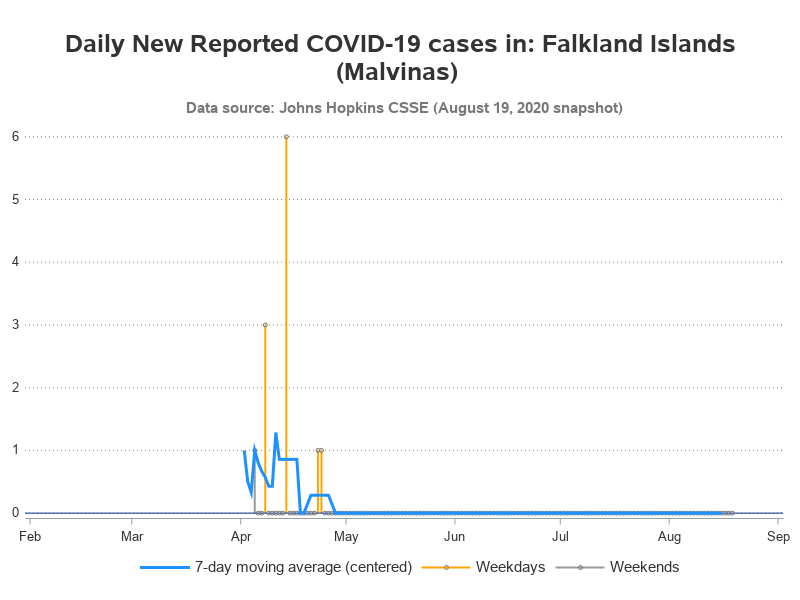 Daily New Reported COVID-19 cases in: Falkland Islands
(Malvinas)
Data source: Johns Hopkins CSSE (August 19, 2020 snapshot)
6
5
4
3
2
1
0
Feb Mar Apr May Jun Jul Aug Sep
7-day moving average (centered) Weekdays Weekends